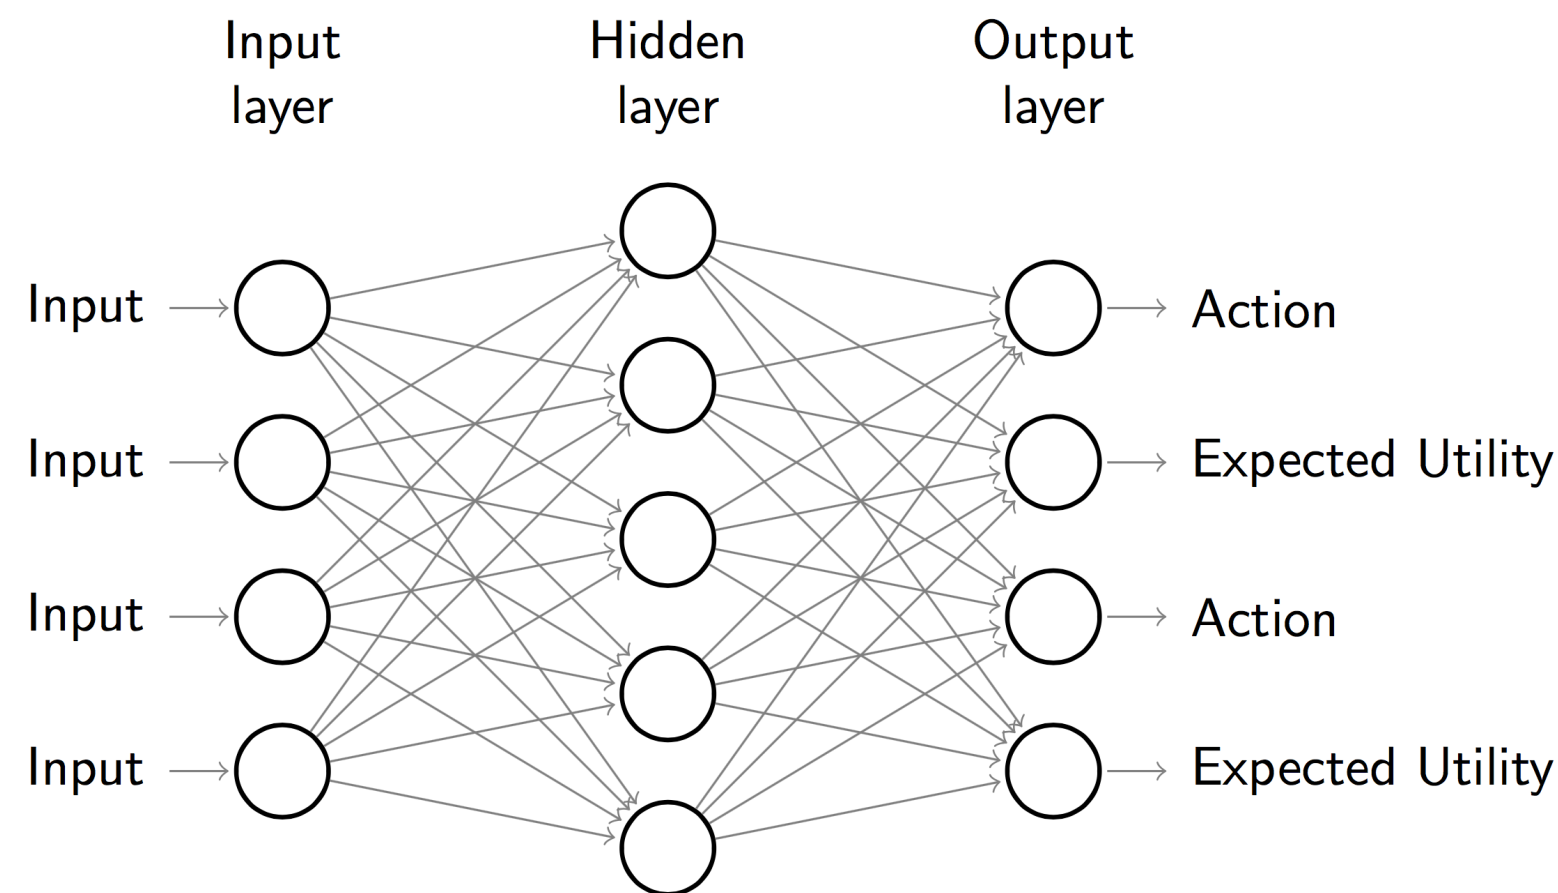 Input
layer
Hidden
layer
Output
layer
Input
Action
Input
Expected Utility
Input
Action
Input
Expected Utility